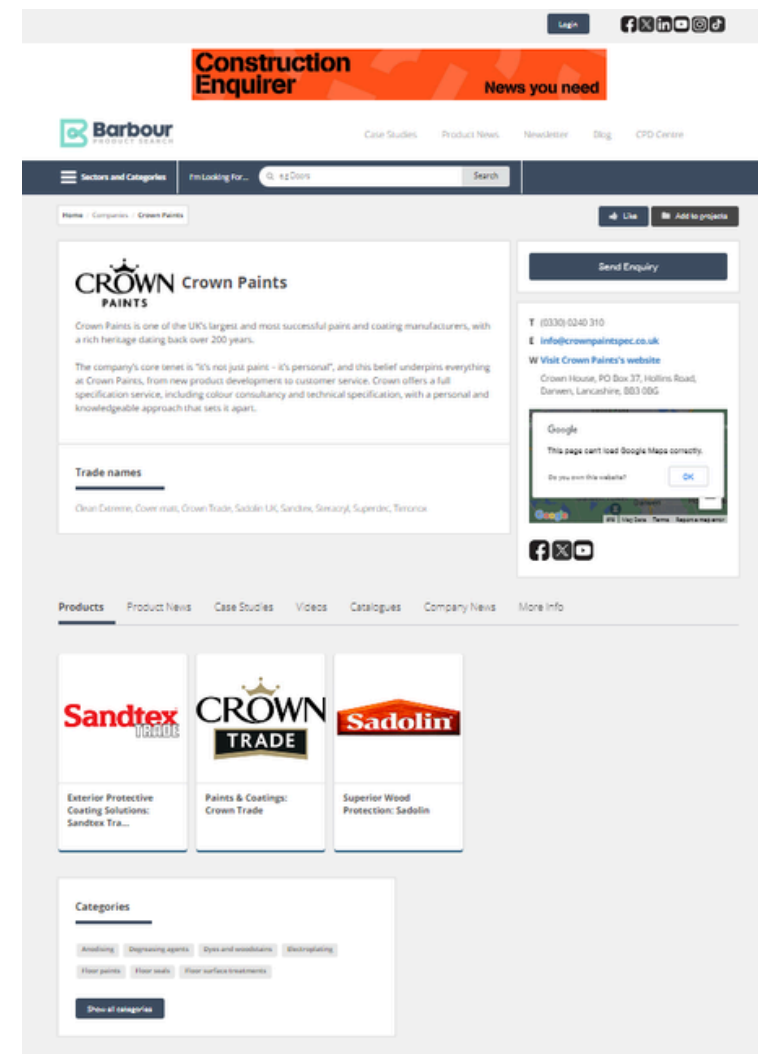 Login
Construction
Enquirer
News you need
Barbour
PRODUCT SEARCH
Case Studies Product News Newsletter Blog CPD Centre
Sectors and Categories I'm Looking For... e.g Doors Search
Home / Companies / Crown Paints
Like Add to projects
CROWN
PAINTS
Crown Paints
Crown Paints is one of the UK's largest and most successful paint and coating manufacturers, with
a rich heritage dating back over 200 years.
The company's core tenet is "it's not just paint – it's personal", and this belief underpins everything
at Crown Paints, from new product development to customer service. Crown offers a full
specification service, including colour consultancy and technical specification, with a personal and
knowledgeable approach that sets it apart.
Trade names
Clean Extreme, Cover matt, Crown Trade, Sadolin UK, Sandtex, Steracryl, Superdec, Timonox
Send Enquiry
T (0330) 0240 310
E info@crownpaintspec.co.uk
W Visit Crown Paints's website
Crown House, PO Box 37, Hollins Road,
Darwen, Lancashire, BB3 0BG
Google
This page can't load Google Maps correctly.
Do you own this website? OK
Darwen
Google Map Data Terms Report a map error
Products Product News Case Studies Videos Catalogues Company News More Info
Sandtex
TRADE
CROWN
TRADE
Sadolin
Exterior Protective
Coating Solutions:
Sandtex Tra...
Paints & Coatings:
Crown Trade
Superior Wood
Protection: Sadolin
Categories
Anodising Degreasing agents Dyes and woodstains Electroplating
Floor paints Floor seals Floor surface treatments
Show all categories